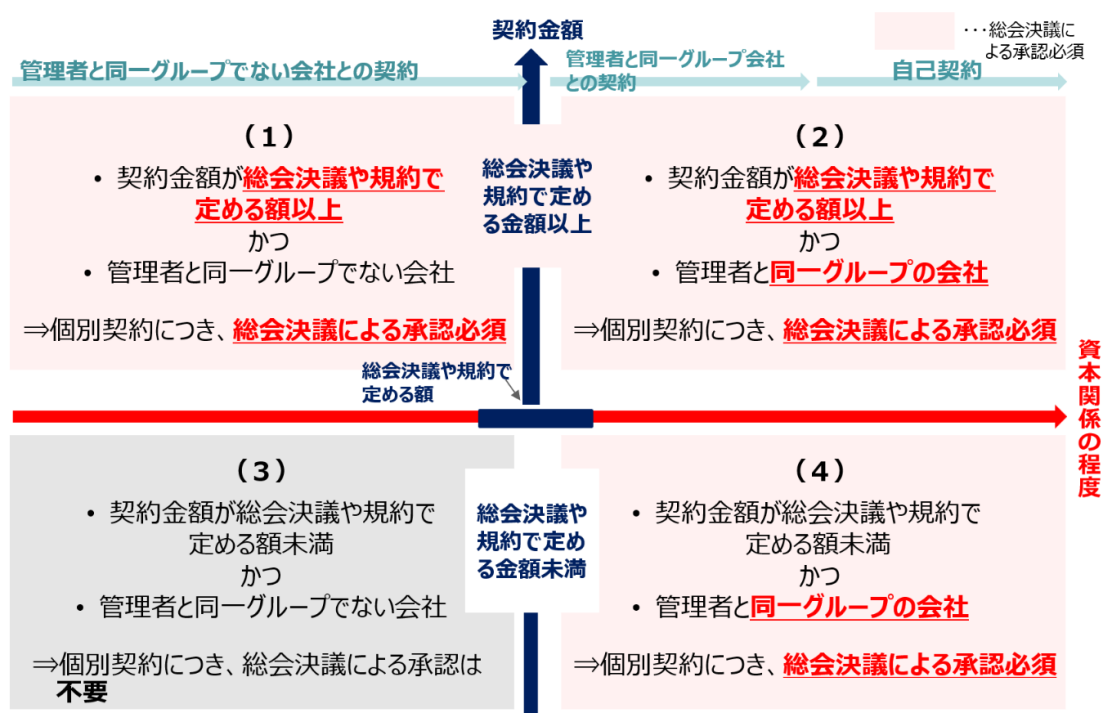 契約金額
・・・総会決議に
よる承認必須
管理者と同一グループでない会社との契約
管理者と同一グループ会社
との契約
自己契約
（１）
• 契約金額が総会決議や規約で
定める額以上
かつ
• 管理者と同一グループでない会社
⇒個別契約につき、総会決議による承認必須
総会決議や
規約で定め
る金額以上
（２）
• 契約金額が総会決議や規約で
定める額以上
かつ
• 管理者と同一グループの会社
⇒個別契約につき、総会決議による承認必須
総会決議や規約で
定める額
資本関係の程度
（３）
• 契約金額が総会決議や規約で
定める額未満
かつ
• 管理者と同一グループでない会社
⇒個別契約につき、総会決議による承認は
不要
総会決議や
規約で定め
る金額未満
（４）
• 契約金額が総会決議や規約で
定める額未満
かつ
• 管理者と同一グループの会社
⇒個別契約につき、総会決議による承認必須